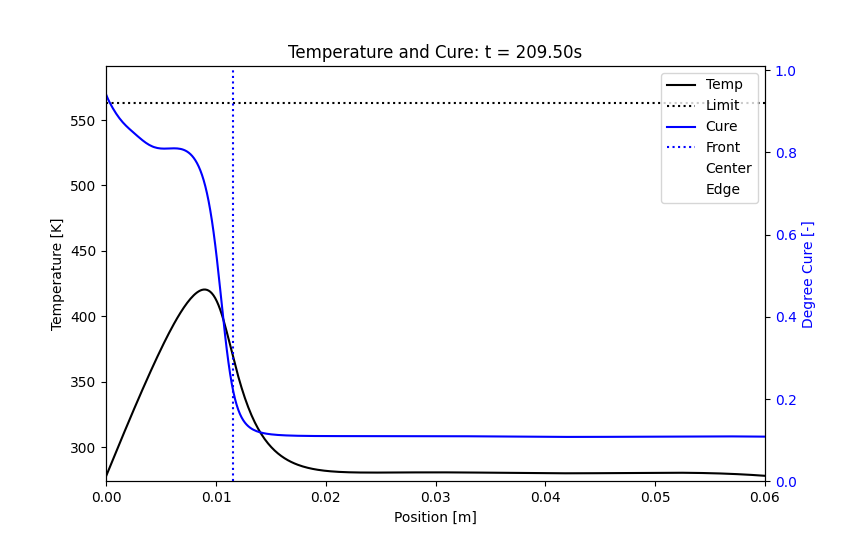 Temperature and Cure: t = 209.50s
Temp
Limit
Cure
Front
Center
Edge
Temperature [K]
550
500
450
400
350
300
Degree Cure [-]
1.0
0.8
0.6
0.4
0.2
0.0
0.00 0.01 0.02 0.03 0.04 0.05 0.06
Position [m]